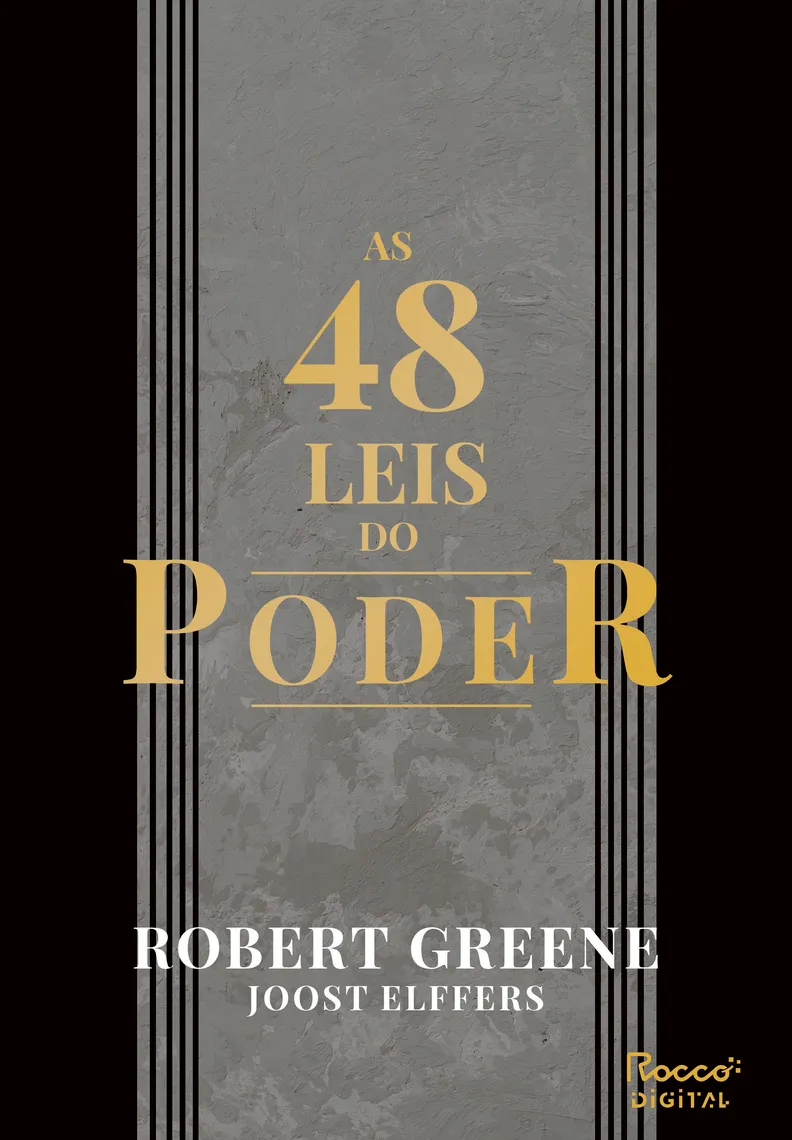 AS
48
LEIS
DO
PODER
ROBERT GREENE
JOOST ELFFERS
Rocco
DIGITAL